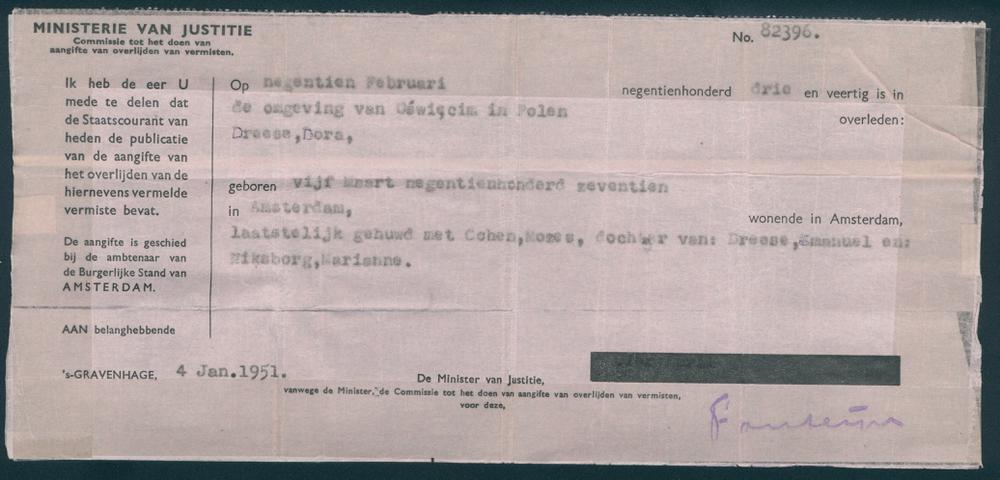 MINISTERIE VAN JUSTITIE
Commissie tot het doen van
aangifte van overlijden van vermisten.
No. 82396.
Ik heb de eer U
mede te delen dat
de Staatscourant van
heden de publicatie
van de aangifte van
het overlijden van de
hiernevens vermelde
vermiste bevat.
De aangifte is geschied
bij de ambtenaar van
de Burgerlijke Stand van
AMSTERDAM.
AAN belanghebbende
Op negentien Februari negentienhonderd drie en veertig is in
de omgeving van Oświęcim in Polen overleden:
Dreese,Dora,
geboren vijf Maart negentienhonderd zeventien
in Amsterdam, wonende in Amsterdam,
laatstelijk gehuwd met Cohen,Mozes, dochter van: Dreese,Emanuel en:
Biksborg,Marianne.
's-GRAVENHAGE, 4 Jan.1951.
De Minister van Justitie,
vanwege de Minister, de Commissie tot het doen van aangifte van overlijden van vermisten,
voor deze,